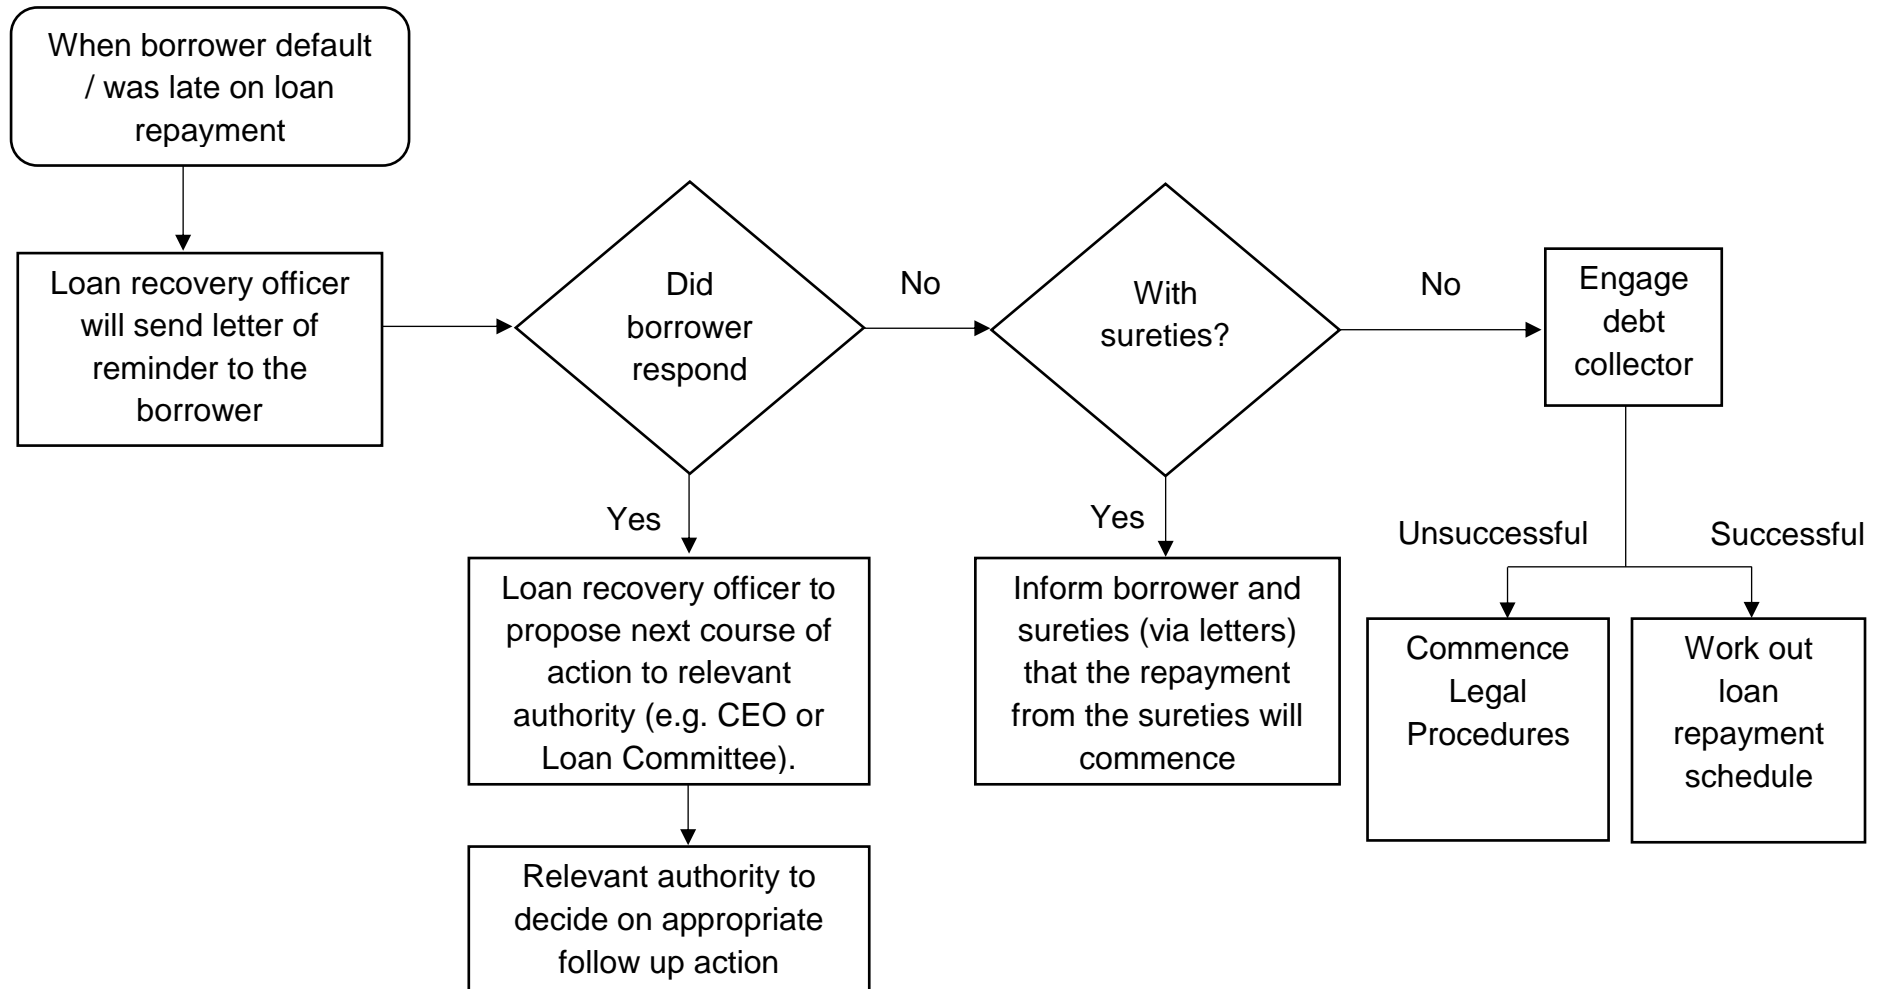 When borrower default
/ was late on loan
repayment
Loan recovery officer
will send letter of
reminder to the
borrower
Did
borrower
respond
No
With
sureties?
No
Engage
debt
collector
Yes
Yes
Unsuccessful
Successful
Loan recovery officer to
propose next course of
action to relevant
authority (e.g. CEO or
Loan Committee).
Inform borrower and
sureties (via letters)
that the repayment
from the sureties will
commence
Commence
Legal
Procedures
Work out
loan
repayment
schedule
Relevant authority to
decide on appropriate
follow up action